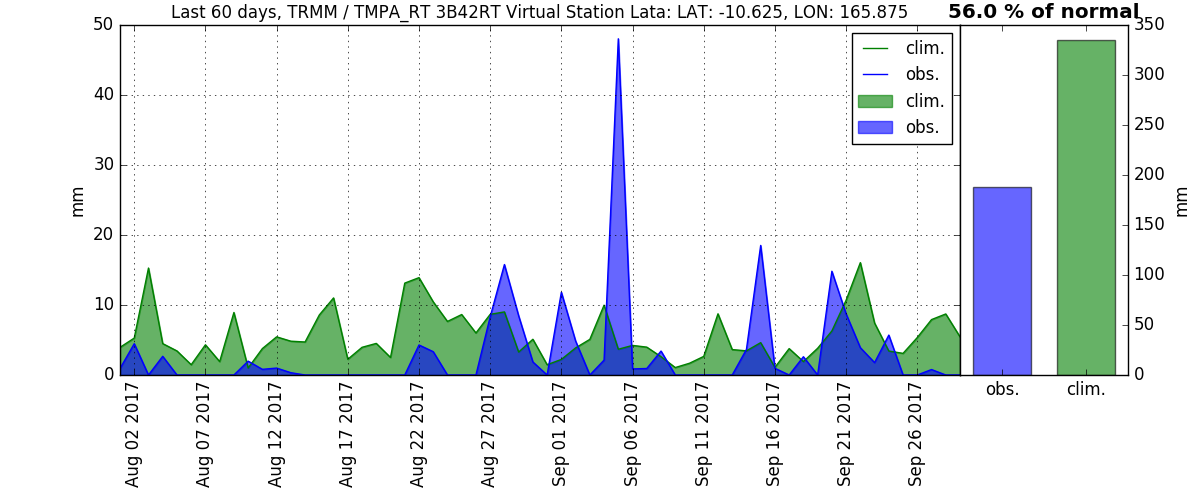 Last 60 days, TRMM / TMPA_RT 3B42RT Virtual Station Lata: LAT: -10.625, LON: 165.875
56.0 % of normal
50
40
30
20
10
0
mm
clim.
obs.
clim.
obs.
350
300
250
200
150
100
50
0
mm
Aug 02 2017
Aug 07 2017
Aug 12 2017
Aug 17 2017
Aug 22 2017
Aug 27 2017
Sep 01 2017
Sep 06 2017
Sep 11 2017
Sep 16 2017
Sep 21 2017
Sep 26 2017
obs.
clim.